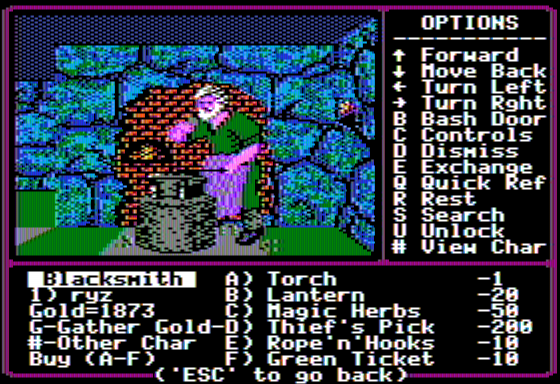 OPTIONS
------------
↑ Forward
↓ Move Back
← Turn Left
→ Turn Rght
B Bash Door
C Controls
D Dismiss
E Exchange
Q Quick Ref
R Rest
S Search
U Unlock
# View Char
Blacksmith
1) ryz
Gold=1873
G-Gather Gold-
#-Other Char
Buy (A-F)
A) Torch -1
B) Lantern -20
C) Magic Herbs -50
D) Thief's Pick -200
E) Rope'n'Hooks -10
F) Green Ticket -10
('ESC' to go back)